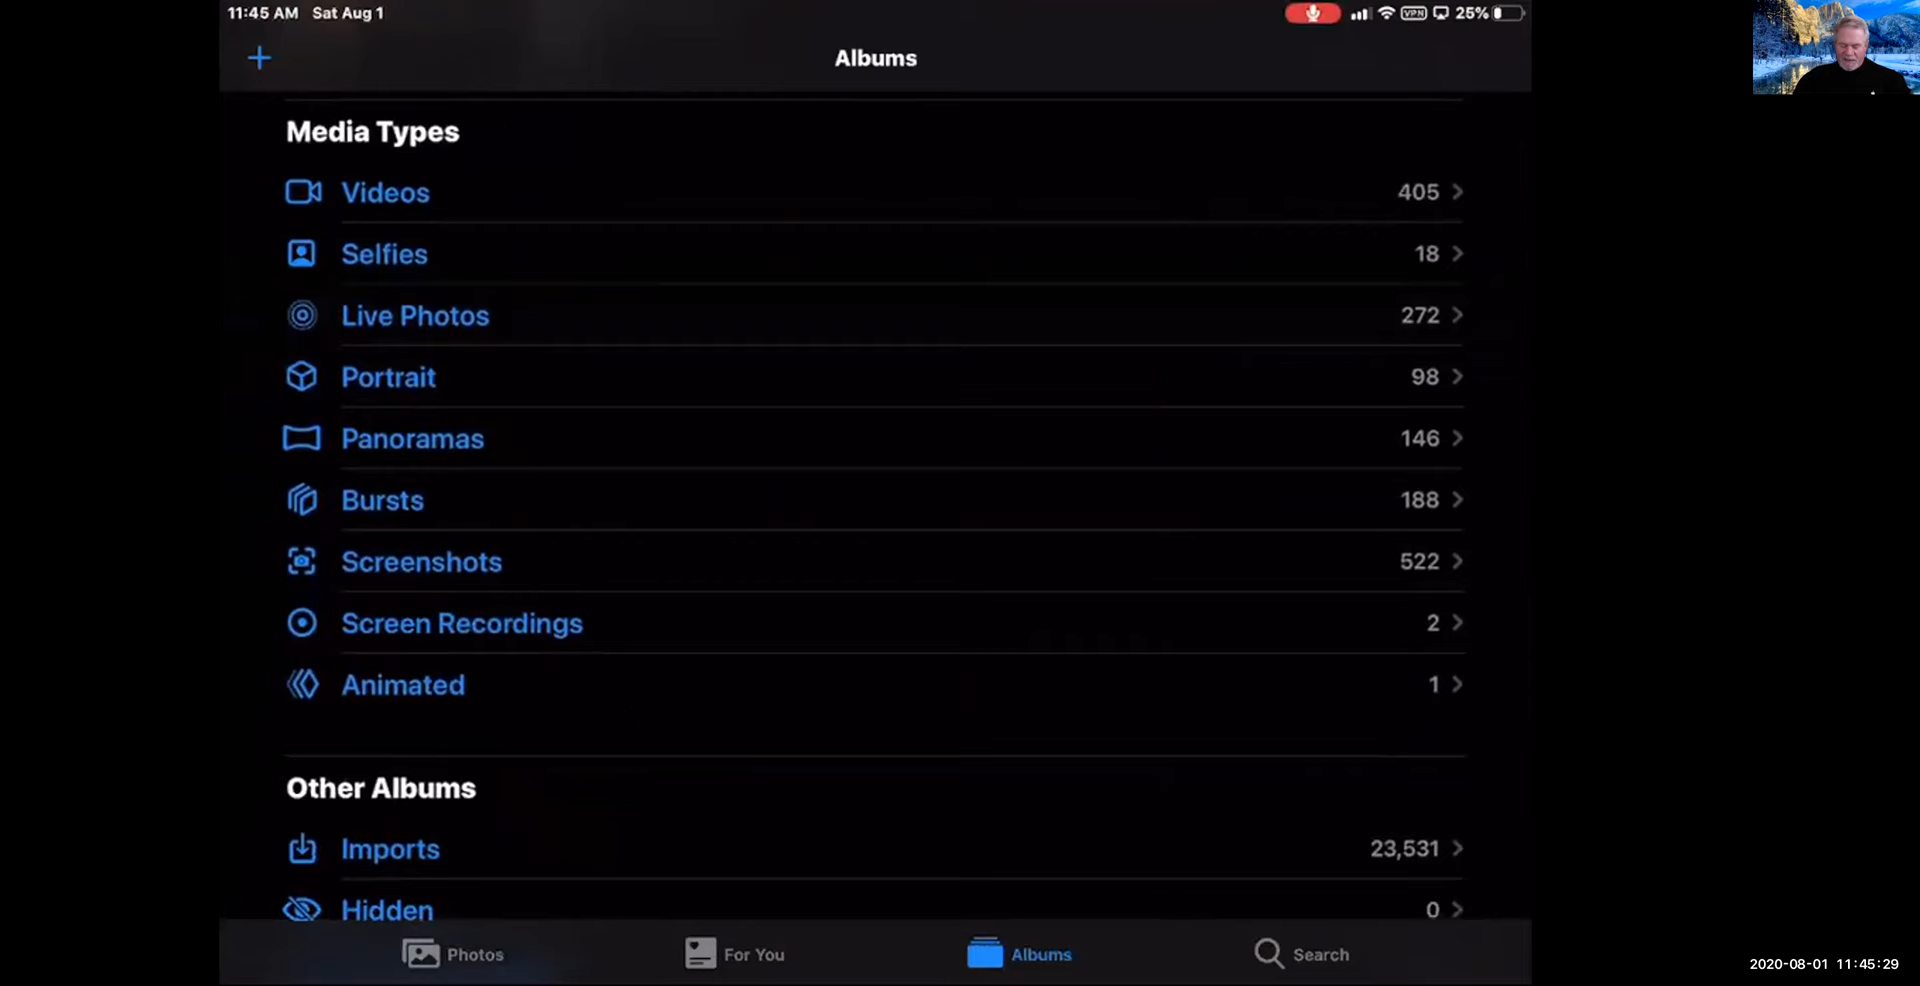 11:45 AM Sat Aug 1
VPN 25%
Albums
Media Types
Videos 405
Selfies 18
Live Photos 272
Portrait 98
Panoramas 146
Bursts 188
Screenshots 522
Screen Recordings 2
Animated 1
Other Albums
Imports 23,531
Hidden 0
Photos For You Albums Search
2020-08-01 11:45:29